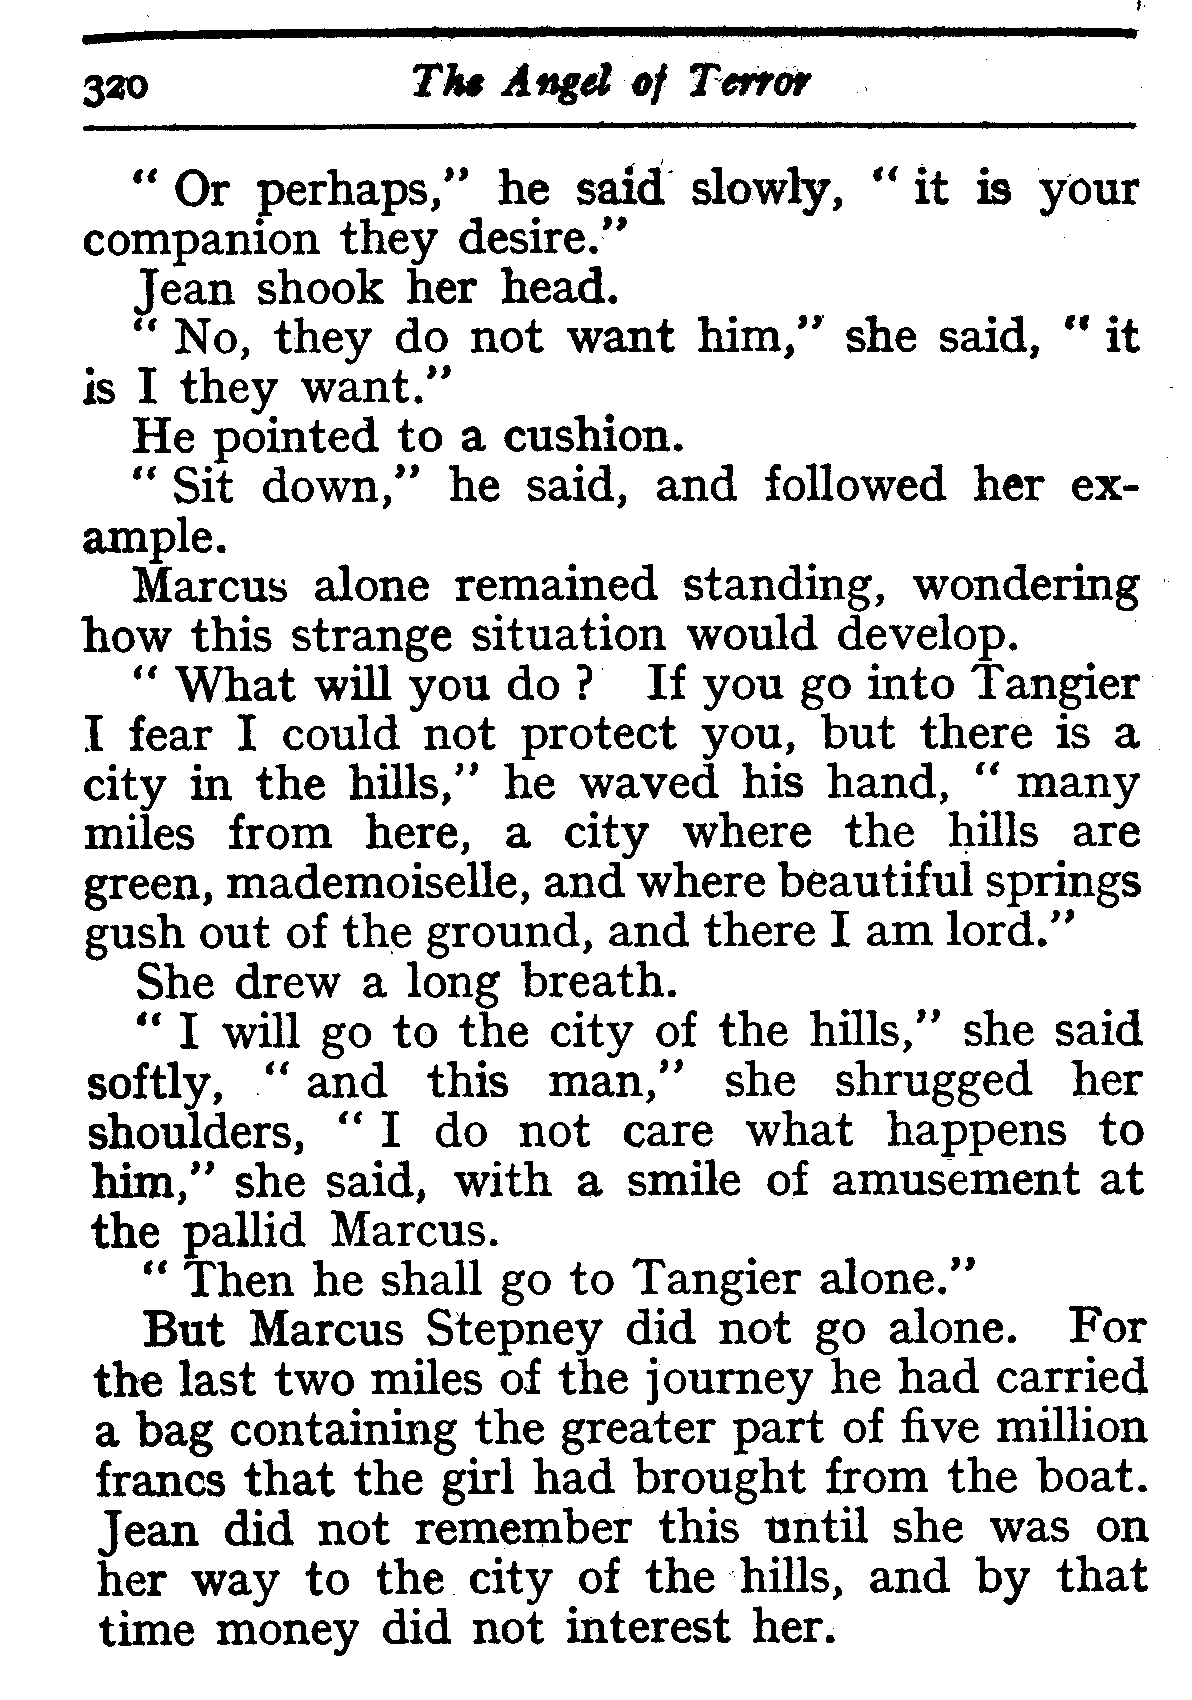 320 The Angel of Terror
“ Or perhaps,” he said slowly, “ it is your
companion they desire.”
Jean shook her head.
“ No, they do not want him,” she said, “ it
is I they want.”
He pointed to a cushion.
“ Sit down,” he said, and followed her ex-
ample.
Marcus alone remained standing, wondering
how this strange situation would develop.
“ What will you do ? If you go into Tangier
I fear I could not protect you, but there is a
city in the hills,” he waved his hand, “ many
miles from here, a city where the hills are
green, mademoiselle, and where beautiful springs
gush out of the ground, and there I am lord.”
She drew a long breath.
“ I will go to the city of the hills,” she said
softly, “ and this man,” she shrugged her
shoulders, “ I do not care what happens to
him,” she said, with a smile of amusement at
the pallid Marcus.
“ Then he shall go to Tangier alone.”
But Marcus Stepney did not go alone. For
the last two miles of the journey he had carried
a bag containing the greater part of five million
francs that the girl had brought from the boat.
Jean did not remember this until she was on
her way to the city of the hills, and by that
time money did not interest her.